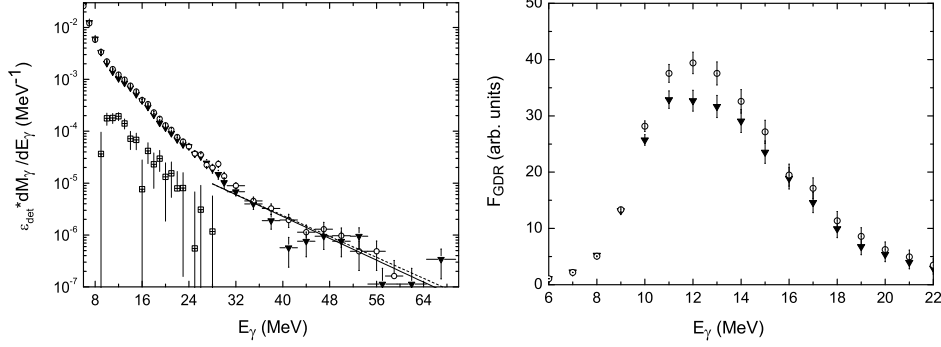 10⁻²
10⁻³
10⁻⁴
10⁻⁵
10⁻⁶
10⁻⁷
ε_det*dM_γ/dE_γ (MeV⁻¹)
8 16 24 32 40 48 56 64
E_γ (MeV)
50
40
30
20
10
0
F_GDR (arb. units)
6 8 10 12 14 16 18 20 22
E_γ (MeV)